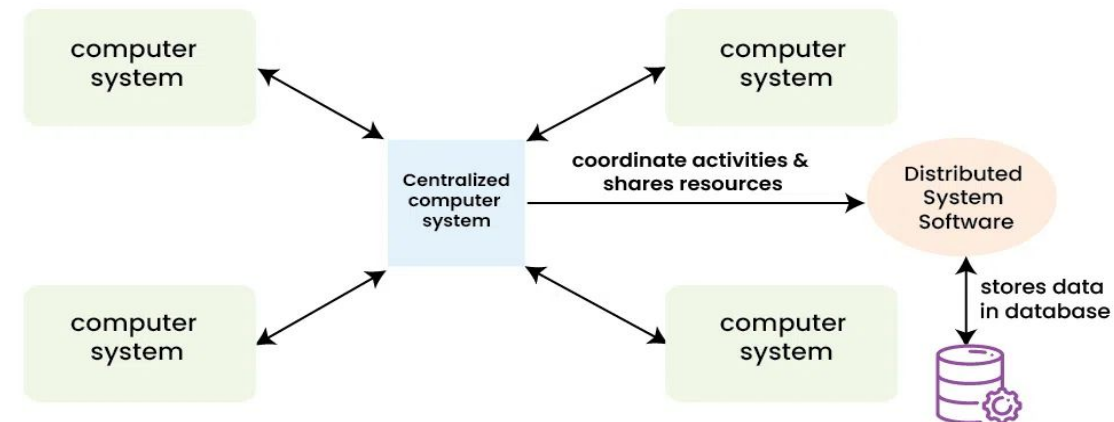 computer
system
computer
system
Centralized
computer
system
coordinate activities &
shares resources
Distributed
System
Software
computer
system
computer
system
stores data
in database